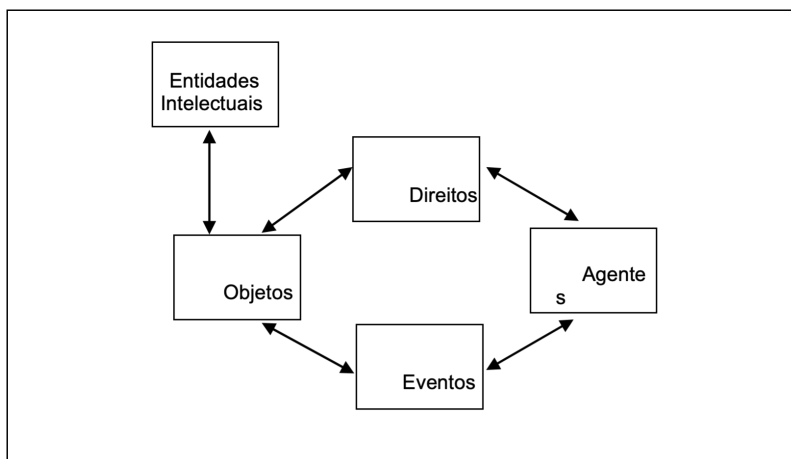 Entidades
Intelectuais
Direitos
Objetos
Agente
s
Eventos